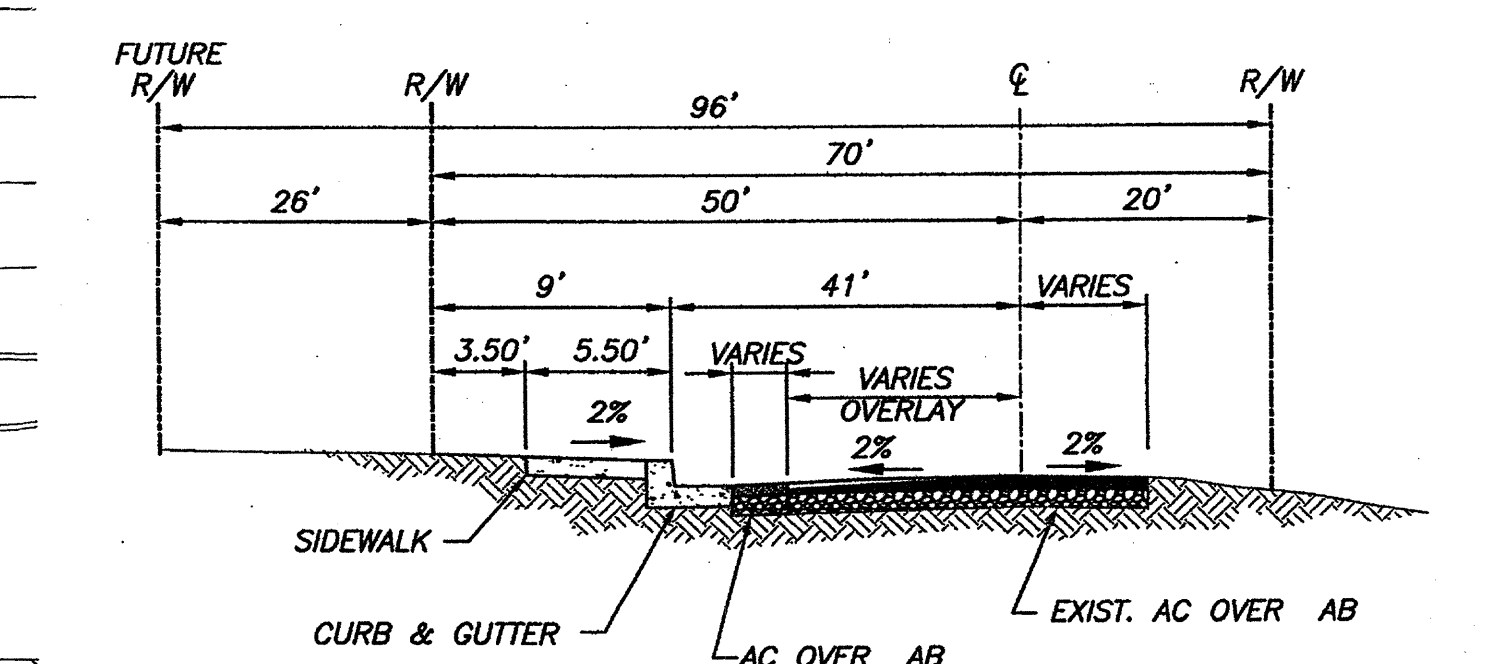 FUTURE
R/W
R/W
℄
R/W
96'
70'
26'
50'
20'
9'
41'
VARIES
3.50'
5.50'
VARIES
VARIES
OVERLAY
2%
2%
2%
SIDEWALK
CURB & GUTTER
AC OVER AB
EXIST. AC OVER AB